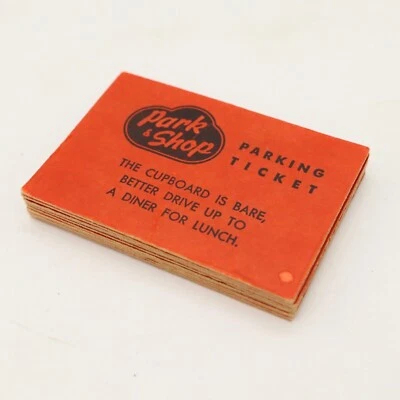 Park
& Shop
PARKING
TICKET
THE CUPBOARD IS BARE,
BETTER DRIVE UP TO
A DINER FOR LUNCH.